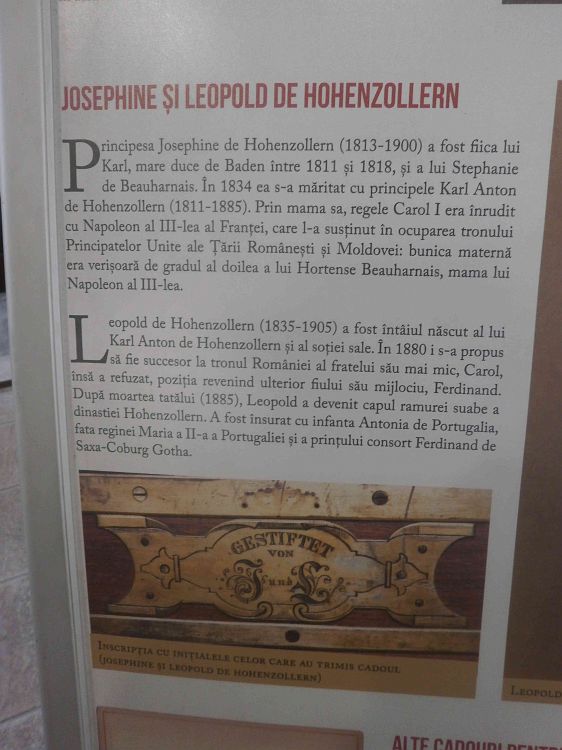 JOSEPHINE ȘI LEOPOLD DE HOHENZOLLERN
Principesa Josephine de Hohenzollern (1813-1900) a fost fiica lui
Karl, mare duce de Baden între 1811 și 1818, și a lui Stephanie
de Beauharnais. În 1834 ea s-a măritat cu principele Karl Anton
de Hohenzollern (1811-1885). Prin mama sa, regele Carol I era înrudit
cu Napoleon al III-lea al Franței, care l-a susținut în ocuparea tronului
Principatelor Unite ale Țării Românești și Moldovei: bunica maternă
era verișoară de gradul al doilea a lui Hortense Beauharnais, mama lui
Napoleon al III-lea.
Leopold de Hohenzollern (1835-1905) a fost întâiul născut al lui
Karl Anton de Hohenzollern și al soției sale. În 1880 i s-a propus
să fie succesor la tronul României al fratelui său mai mic, Carol,
însă a refuzat, poziția revenind ulterior fiului său mijlociu, Ferdinand.
După moartea tatălui (1885), Leopold a devenit capul ramurei suabe a
dinastiei Hohenzollern. A fost însurat cu infanta Antonia de Portugalia,
fata reginei Maria a II-a a Portugaliei și a prințului consort Ferdinand de
Saxa-Coburg Gotha.
GESTIFTET
VON
J und L
INSCRIPȚIA CU INIȚIALELE CELOR CARE AU TRIMIS CADOUL
(JOSEPHINE ȘI LEOPOLD DE HOHENZOLLERN)
LEOPOLD
ALTE CADOURI PENTRU